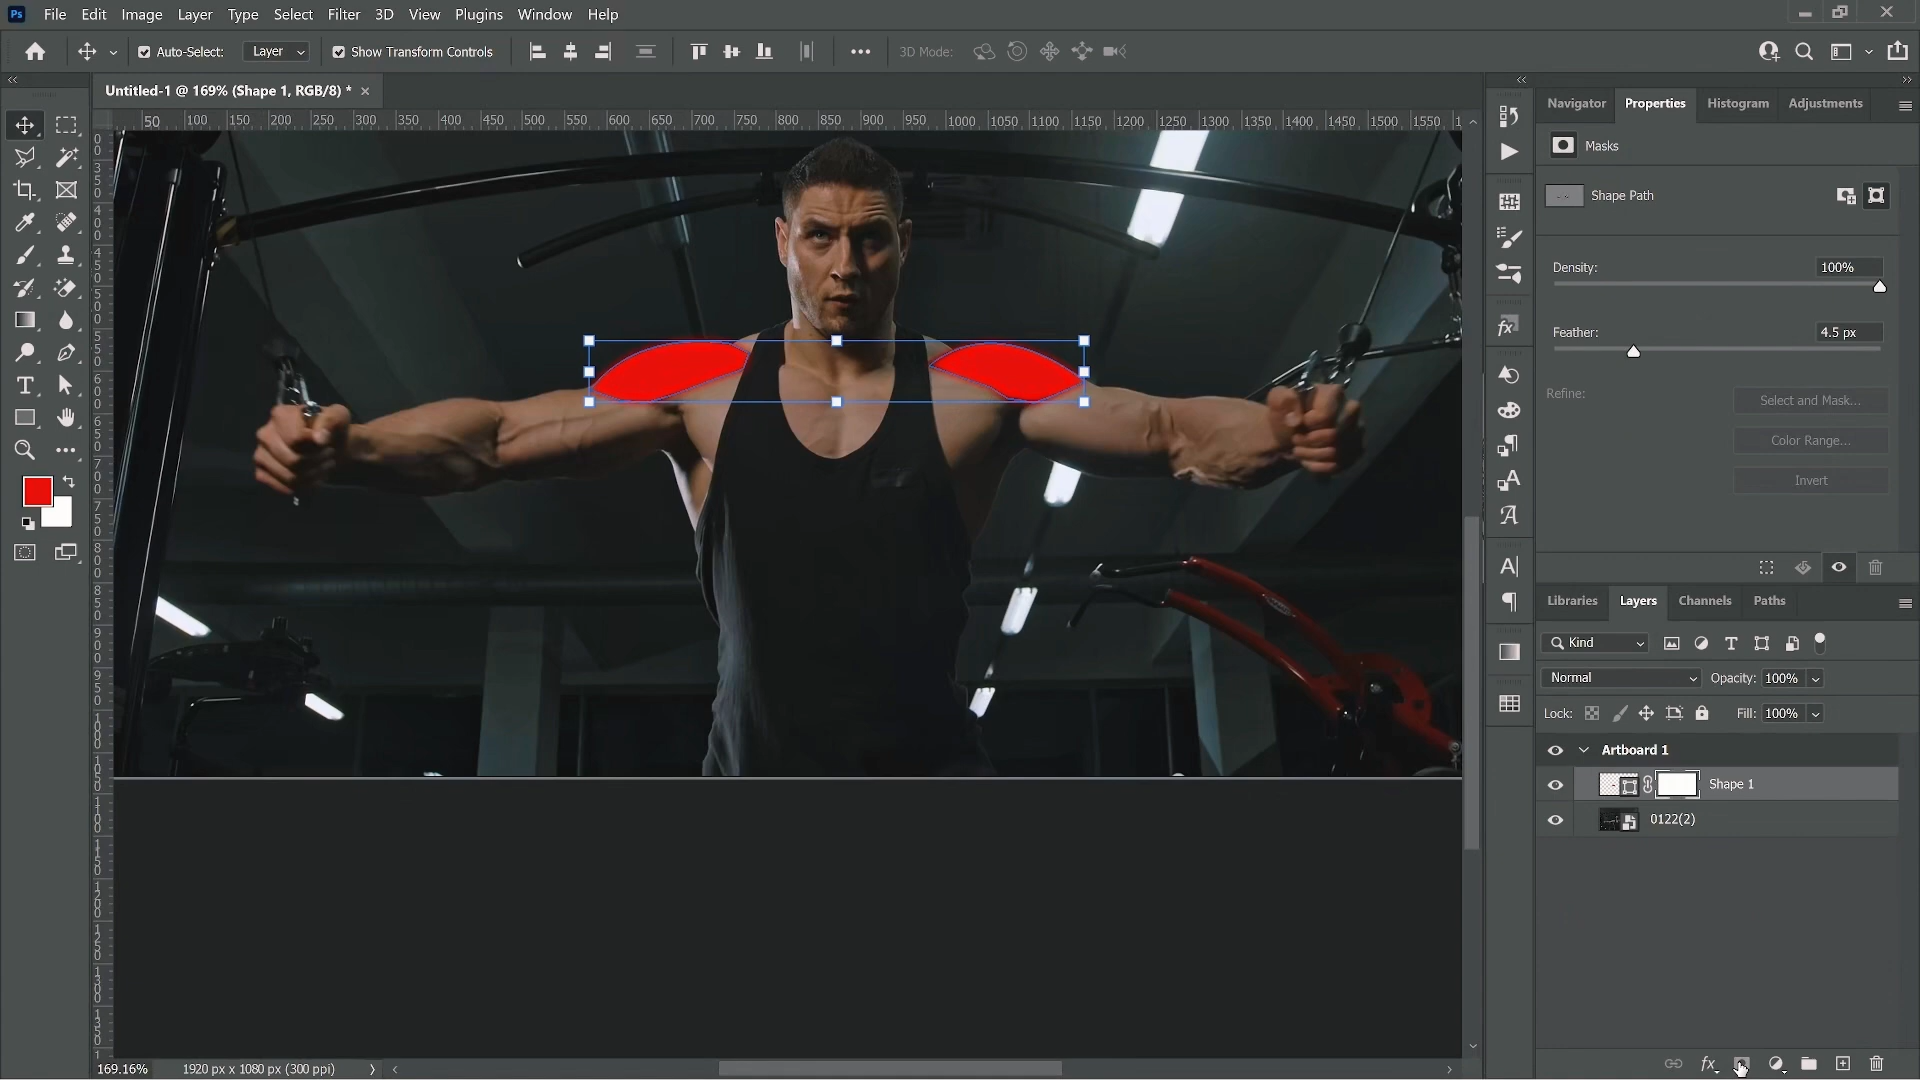 Ps File Edit Image Layer Type Select Filter 3D View Plugins Window Help
Auto-Select: Layer Show Transform Controls 3D Mode:
Untitled-1 @ 169% (Shape 1, RGB/8) *
50 100 150 200 250 300 350 400 450 500 550 600 650 700 750 800 850 900 950 1000 1050 1100 1150 1200 1250 1300 1350 1400 1450 1500 1550
Navigator Properties Histogram Adjustments
Masks
Shape Path
Density: 100%
Feather: 4.5 px
Refine: Select and Mask...
Color Range...
Invert
Libraries Layers Channels Paths
Kind
Normal Opacity: 100%
Lock: Fill: 100%
Artboard 1
Shape 1
0122(2)
fx
169.16% 1920 px x 1080 px (300 ppi)